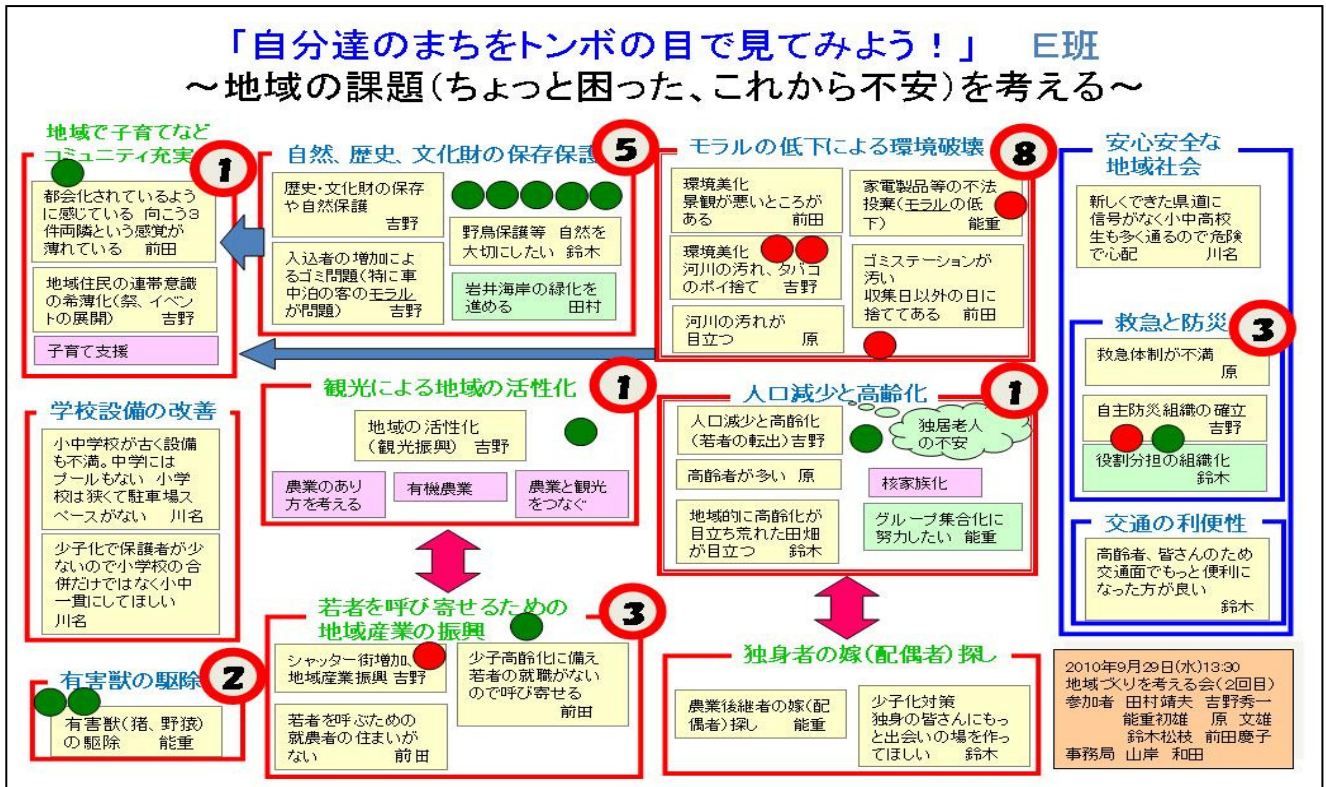 「自分達のまちをトンボの目で見てみよう！」　E班
～地域の課題（ちょっと困った、これから不安）を考える～
地域で子育てなど
コミュニティ充実
1
都会化されているよう
に感じている 向こう３
件両隣という感覚が
薄れている 前田
地域住民の連帯意識
の希薄化（祭、イベン
トの展開） 吉野
子育て支援
自然、歴史、文化財の保存保護
5
歴史・文化財の保存
や自然保護
吉野
入込者の増加によ
るゴミ問題（特に車
中泊の客のモラル
が問題） 吉野
野鳥保護等 自然を
大切にしたい 鈴木
岩井海岸の緑化を
進める 田村
モラルの低下による環境破壊
8
環境美化
景観が悪いところが
ある 前田
環境美化
河川の汚れ、タバコ
のポイ捨て 吉野
河川の汚れが
目立つ 原
家電製品等の不法
投棄（モラルの低
下） 能重
ゴミステーションが
汚い
収集日以外の日に
捨ててある 前田
安心安全な
地域社会
新しくできた県道に
信号がなく小中高校
生も多く通るので危険
で心配 川名
救急と防災
3
救急体制が不満
原
自主防災組織の確立
吉野
役割分担の組織化
鈴木
交通の利便性
高齢者、皆さんのため
交通面でもっと便利に
なった方が良い
鈴木
学校設備の改善
小中学校が古く設備
も不満。中学には
プールもない 小学
校は狭くて駐車場ス
ペースがない 川名
少子化で保護者が少
ないので小学校の合
併だけではなく小中
一貫にしてほしい
川名
観光による地域の活性化
1
地域の活性化
（観光振興） 吉野
農業のあり
方を考える
有機農業
農業と観光
をつなぐ
人口減少と高齢化
1
人口減少と高齢化
（若者の転出）吉野
独居老人
の不安
高齢者が多い 原
核家族化
地域的に高齢化が
目立ち荒れた田畑
が目立つ 鈴木
グループ集合化に
努力したい 能重
有害獣の駆除
2
有害獣（猪、野猿）
の駆除 能重
若者を呼び寄せるための
地域産業の振興
3
シャッター街増加、
地域産業振興 吉野
若者を呼ぶための
就農者の住まいが
ない 前田
少子高齢化に備え
若者の就職がない
ので呼び寄せる
前田
独身者の嫁（配偶者）探し
農業後継者の嫁（配
偶者）探し 能重
少子化対策
独身の皆さんにもっ
と出会いの場を作っ
てほしい 鈴木
2010年9月29日(水)13:30
地域づくりを考える会(2回目)
参加者 田村靖夫 吉野秀一
能重初雄 原 文雄
鈴木松枝 前田慶子
事務局 山岸 和田